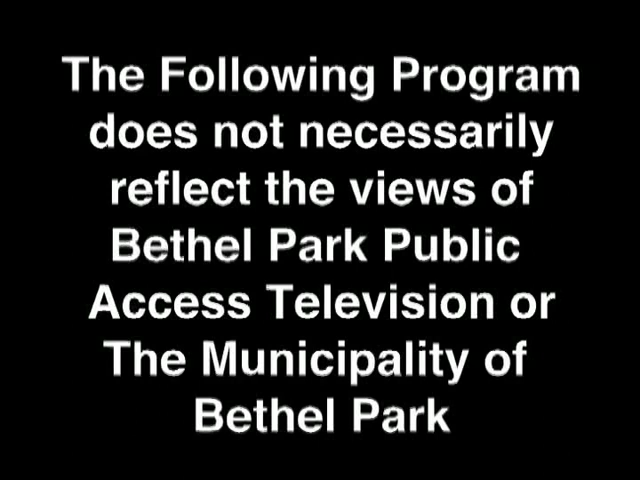 The Following Program
does not necessarily
reflect the views of
Bethel Park Public
Access Television or
The Municipality of
Bethel Park